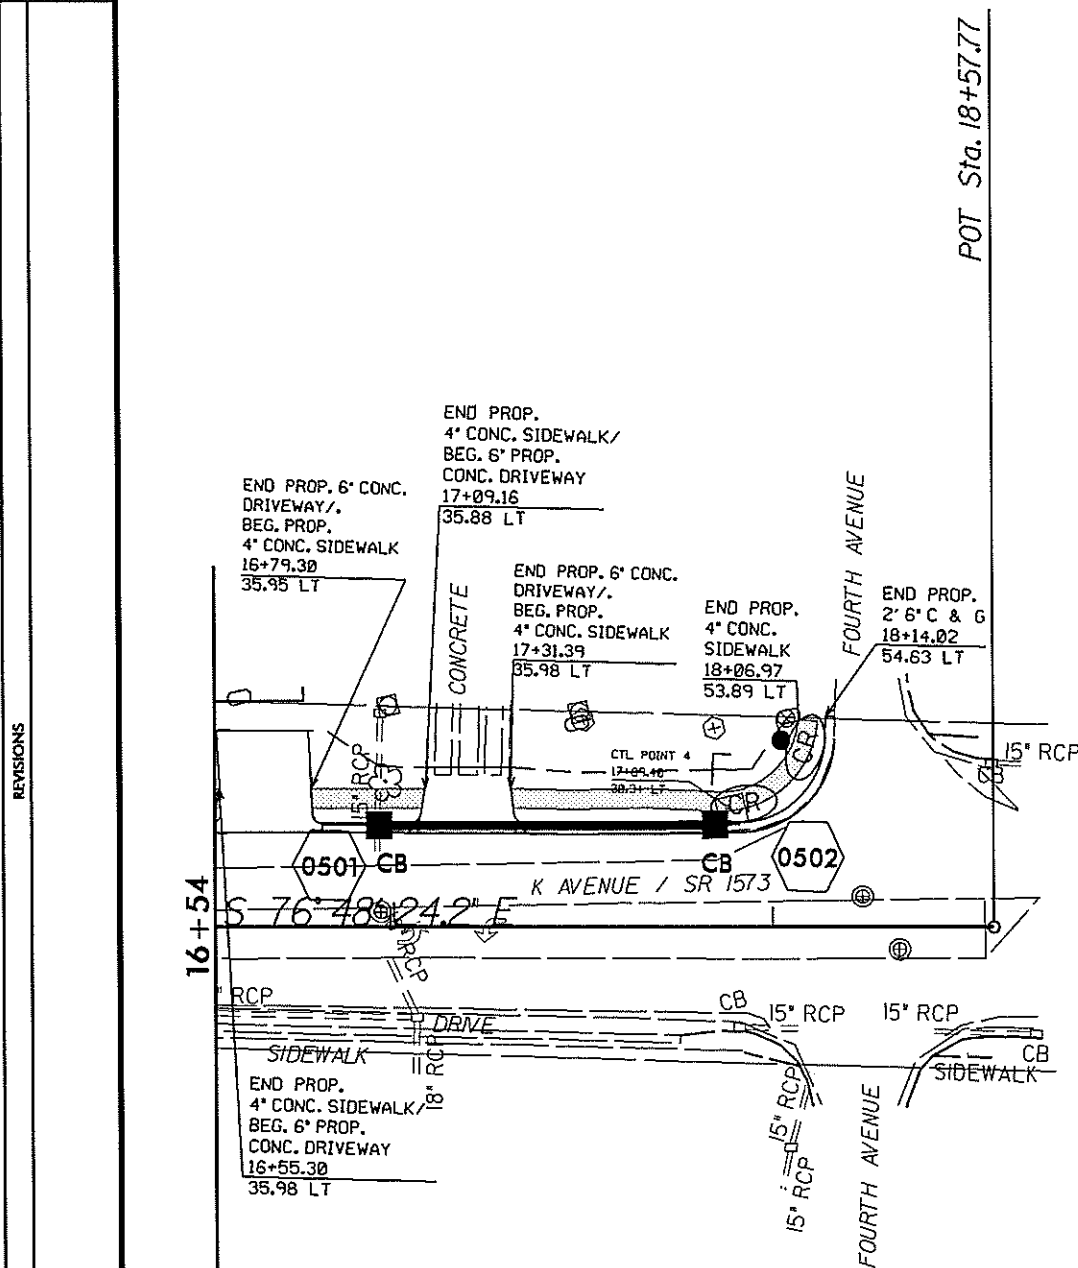 REVISIONS
POT Sta. 18+57.77
END PROP.
4" CONC. SIDEWALK/
BEG. 6" PROP.
CONC. DRIVEWAY
17+09.16
35.88 LT
END PROP. 6" CONC.
DRIVEWAY/.
BEG. PROP.
4" CONC. SIDEWALK
16+79.30
35.95 LT
END PROP. 6" CONC.
DRIVEWAY/.
BEG. PROP.
4" CONC. SIDEWALK
17+31.39
35.98 LT
END PROP.
4" CONC.
SIDEWALK
18+06.97
53.89 LT
END PROP.
2' 6" C & G
18+14.02
54.63 LT
FOURTH AVENUE
CONCRETE
15" RCP
CTL POINT 4
CR
CR
15" RCP
CB
0501
CB
CB
0502
K AVENUE / SR 1573
16+54
S 76° 48' 24.2" E
RCP
" RCP
DRIVE
SIDEWALK
18" RCP
CB
15" RCP
15" RCP
CB
SIDEWALK
15" RCP
15" RCP
FOURTH AVENUE
END PROP.
4" CONC. SIDEWALK/
BEG. 6" PROP.
CONC. DRIVEWAY
16+55.30
35.98 LT